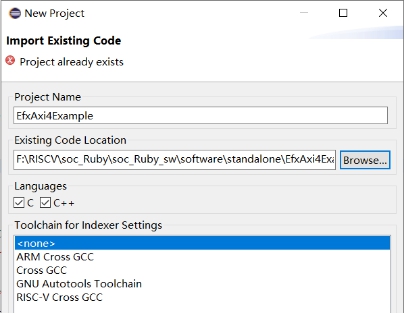 New Project
Import Existing Code
Project already exists
Project Name
EfxAxi4Example
Existing Code Location
F:\RISCV\soc_Ruby\soc_Ruby_sw\software\standalone\EfxAxi4Exa
Browse...
Languages
C C++
Toolchain for Indexer Settings
<none>
ARM Cross GCC
Cross GCC
GNU Autotools Toolchain
RISC-V Cross GCC